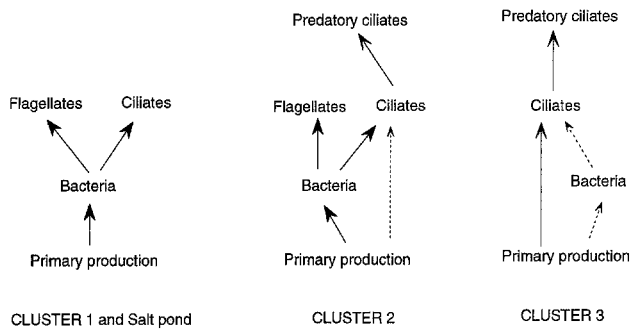 Predatory ciliates
Flagellates Ciliates
Bacteria
Primary production
CLUSTER 1 and Salt pond
Flagellates Ciliates
Bacteria
Primary production
CLUSTER 2
Predatory ciliates
Ciliates
Bacteria
Primary production
CLUSTER 3